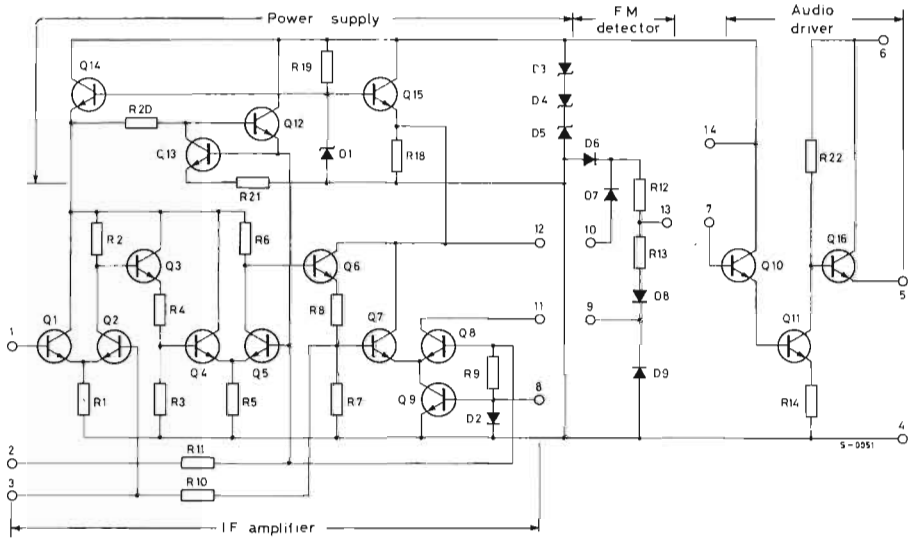 Power supply
FM detector
Audio driver
6
Q14
R19
Q15
D3
D4
D5
R20
Q12
Q13
D1
R18
R21
D6
D7
R12
13
14
R22
7
R2
Q3
R6
Q6
12
10
R13
Q10
Q16
5
R4
R8
11
9
D8
1
Q1
Q2
Q4
Q5
Q7
Q8
Q11
R1
R3
R5
R7
Q9
R9
D2
8
D9
R14
4
S-0051
2
R11
3
R10
IF amplifier